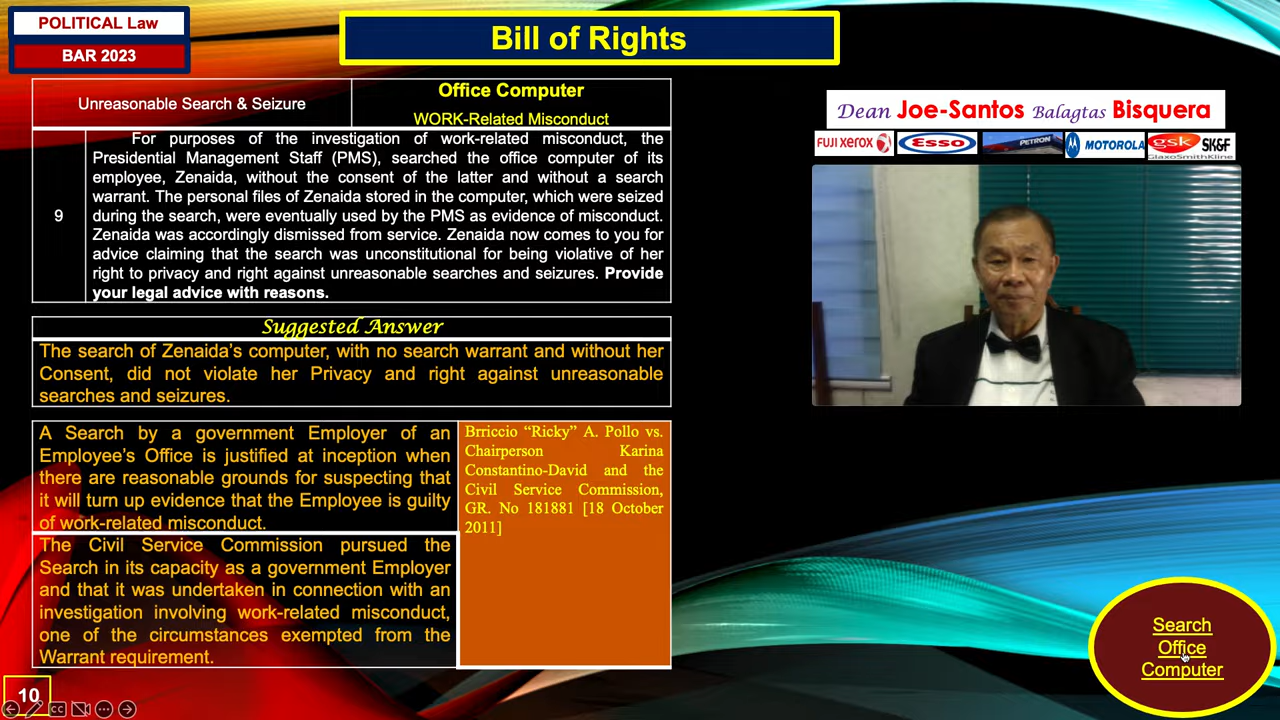 POLITICAL Law
BAR 2023
Bill of Rights
Unreasonable Search & Seizure
Office Computer
WORK-Related Misconduct
9
For purposes of the investigation of work-related misconduct, the
Presidential Management Staff (PMS), searched the office computer of its
employee, Zenaida, without the consent of the latter and without a search
warrant. The personal files of Zenaida stored in the computer, which were seized
during the search, were eventually used by the PMS as evidence of misconduct.
Zenaida was accordingly dismissed from service. Zenaida now comes to you for
advice claiming that the search was unconstitutional for being violative of her
right to privacy and right against unreasonable searches and seizures. Provide
your legal advice with reasons.
Suggested Answer
The search of Zenaida's computer, with no search warrant and without her
Consent, did not violate her Privacy and right against unreasonable
searches and seizures.
A Search by a government Employer of an
Employee's Office is justified at inception when
there are reasonable grounds for suspecting that
it will turn up evidence that the Employee is guilty
of work-related misconduct.
Brriccio "Ricky" A. Pollo vs.
Chairperson Karina
Constantino-David and the
Civil Service Commission,
GR. No 181881 [18 October
2011]
The Civil Service Commission pursued the
Search in its capacity as a government Employer
and that it was undertaken in connection with an
investigation involving work-related misconduct,
one of the circumstances exempted from the
Warrant requirement.
Dean Joe-Santos Balagtas Bisquera
FUJI XEROX
ESSO
PETRON
MOTOROLA
gsk
SK&F
GlaxoSmithKline
Search
Office
Computer
10
CC